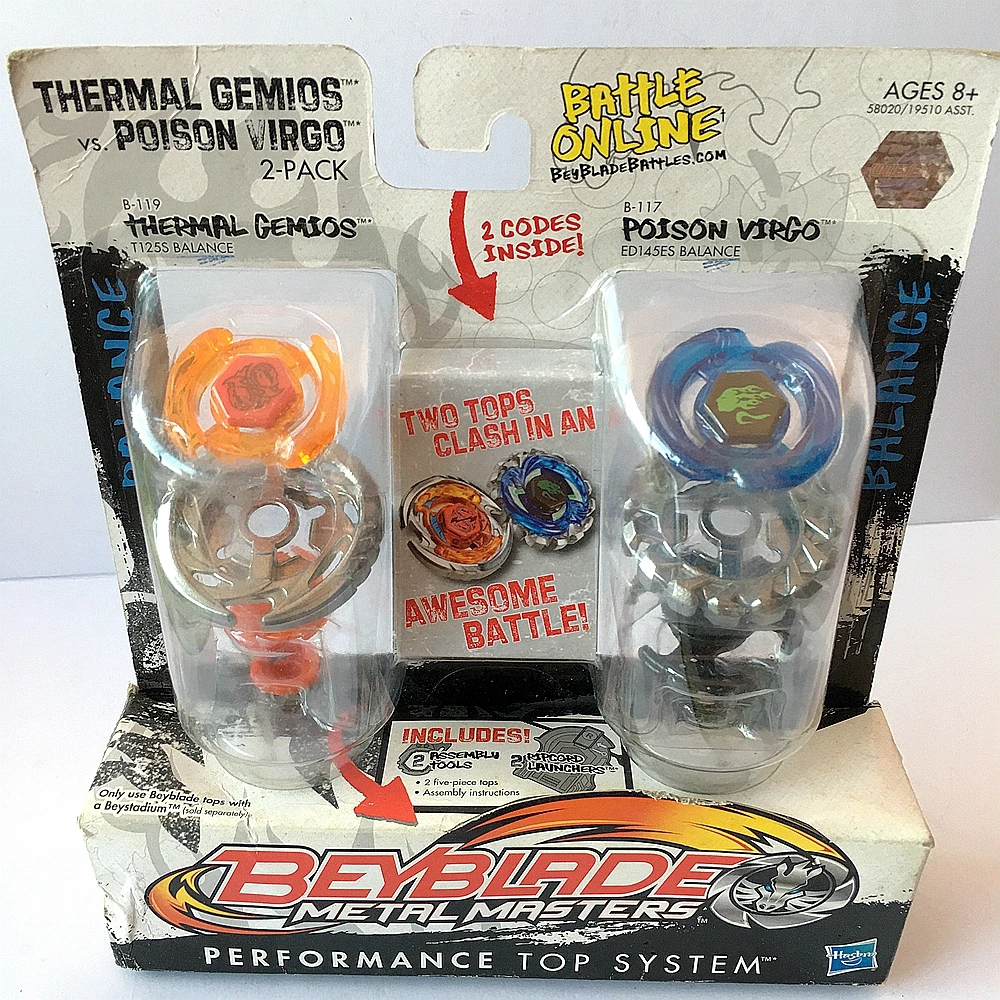 THERMAL GEMIOS™*
VS. POISON VIRGO™*
2-PACK
BATTLE
ONLINE†
BEYBLADEBATTLES.COM
AGES 8+
58020/19510 ASST.
B-119
THERMAL GEMIOS™*
T125S BALANCE
2 CODES
INSIDE!
B-117
POISON VIRGO™*
ED145ES BALANCE
BALANCE
BALANCE
TWO TOPS
CLASH IN AN
AWESOME
BATTLE!
INCLUDES!
2 ASSEMBLY
TOOLS
2 RIPCORD
LAUNCHERS™*
• 2 five-piece tops
• Assembly instructions
Only use Beyblade tops with
a Beystadium™ (sold separately).
BEYBLADE
METAL MASTERS™
PERFORMANCE TOP SYSTEM™*
Hasbro